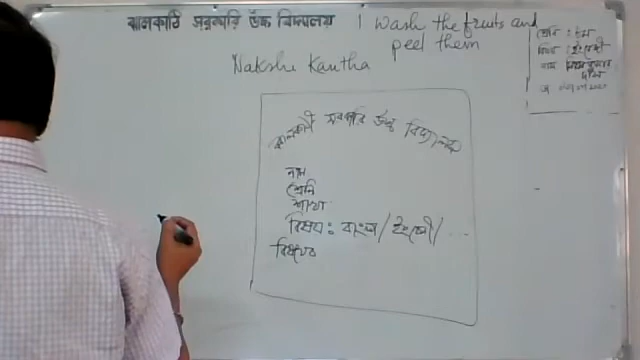 ঝালকাঠি সরকারি উচ্চ বিদ্যালয়
I wash the fruits and
peel them
Nakshi Kantha
শ্রেণি :
বিষয় : ইংরেজী
নাম
ঝালকাঠী সরকারি উচ্চ বিদ্যালয়
নাম
শ্রেনি
শাখা
বিষয় : বাংলা / ইংরেজী / ...